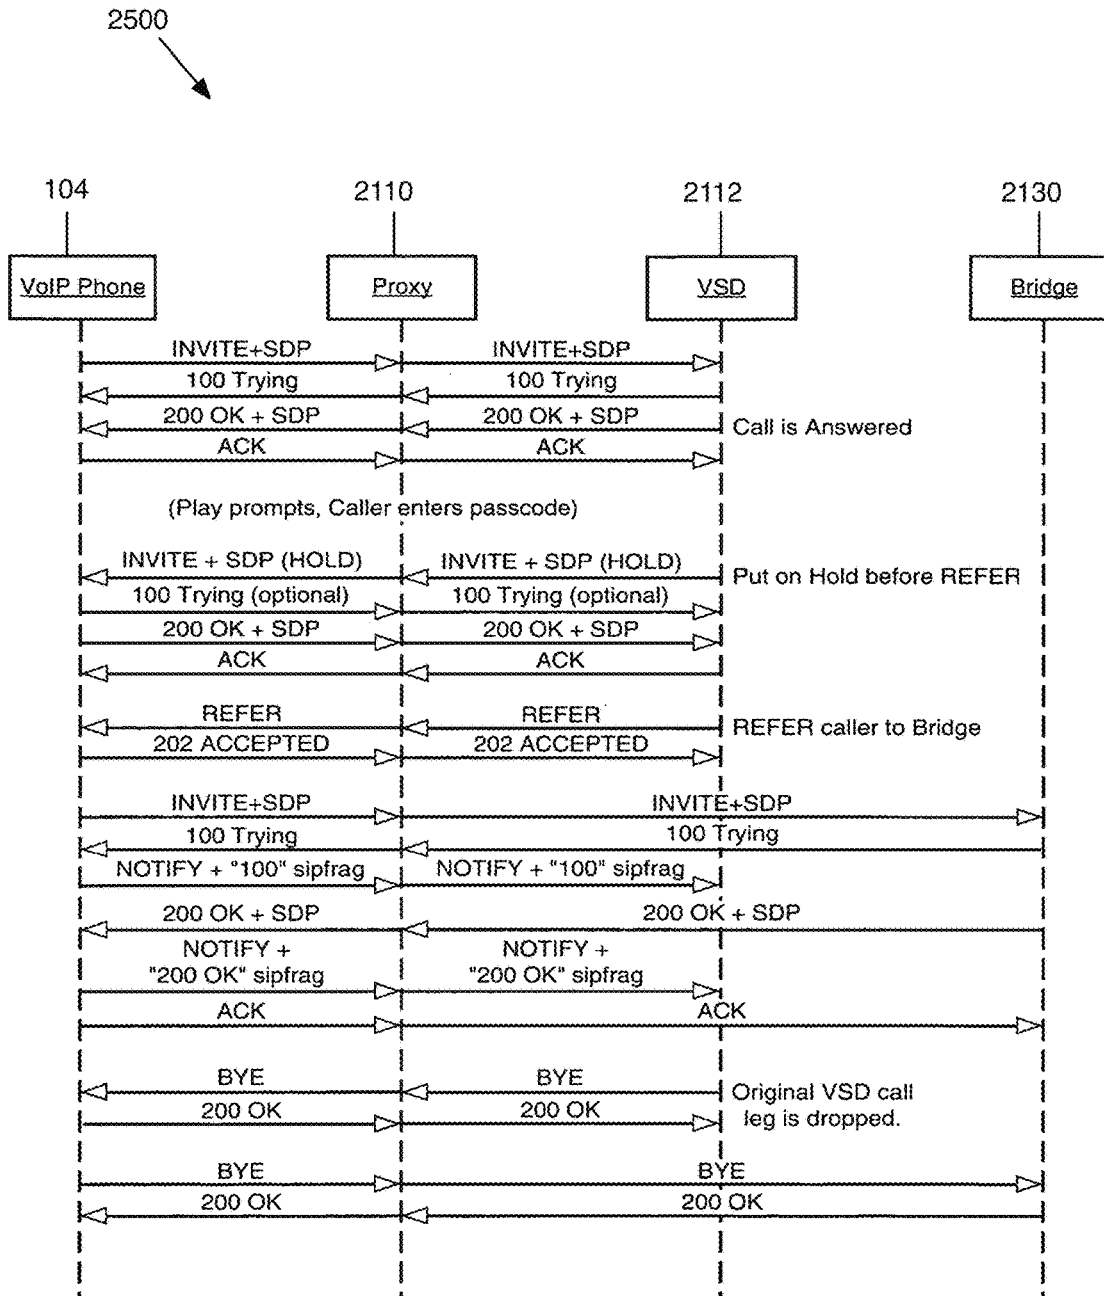 2500
104 2110 2112 2130
VoIP Phone Proxy VSD Bridge
INVITE+SDP INVITE+SDP
100 Trying 100 Trying
200 OK + SDP 200 OK + SDP Call is Answered
ACK ACK
(Play prompts, Caller enters passcode)
INVITE + SDP (HOLD) INVITE + SDP (HOLD) Put on Hold before REFER
100 Trying (optional) 100 Trying (optional)
200 OK + SDP 200 OK + SDP
ACK ACK
REFER REFER REFER caller to Bridge
202 ACCEPTED 202 ACCEPTED
INVITE+SDP INVITE+SDP
100 Trying 100 Trying
NOTIFY + "100" sipfrag NOTIFY + "100" sipfrag
200 OK + SDP 200 OK + SDP
NOTIFY + NOTIFY +
"200 OK" sipfrag "200 OK" sipfrag
ACK ACK
BYE BYE Original VSD call
200 OK 200 OK leg is dropped.
BYE BYE
200 OK 200 OK